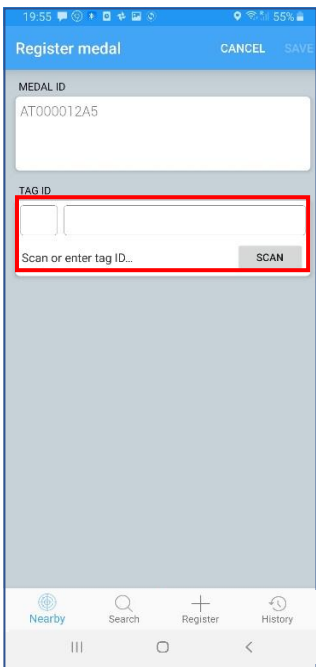 19:55 55%
Register medal CANCEL SAVE
MEDAL ID
AT000012A5
TAG ID
Scan or enter tag ID... SCAN
Nearby Search Register History